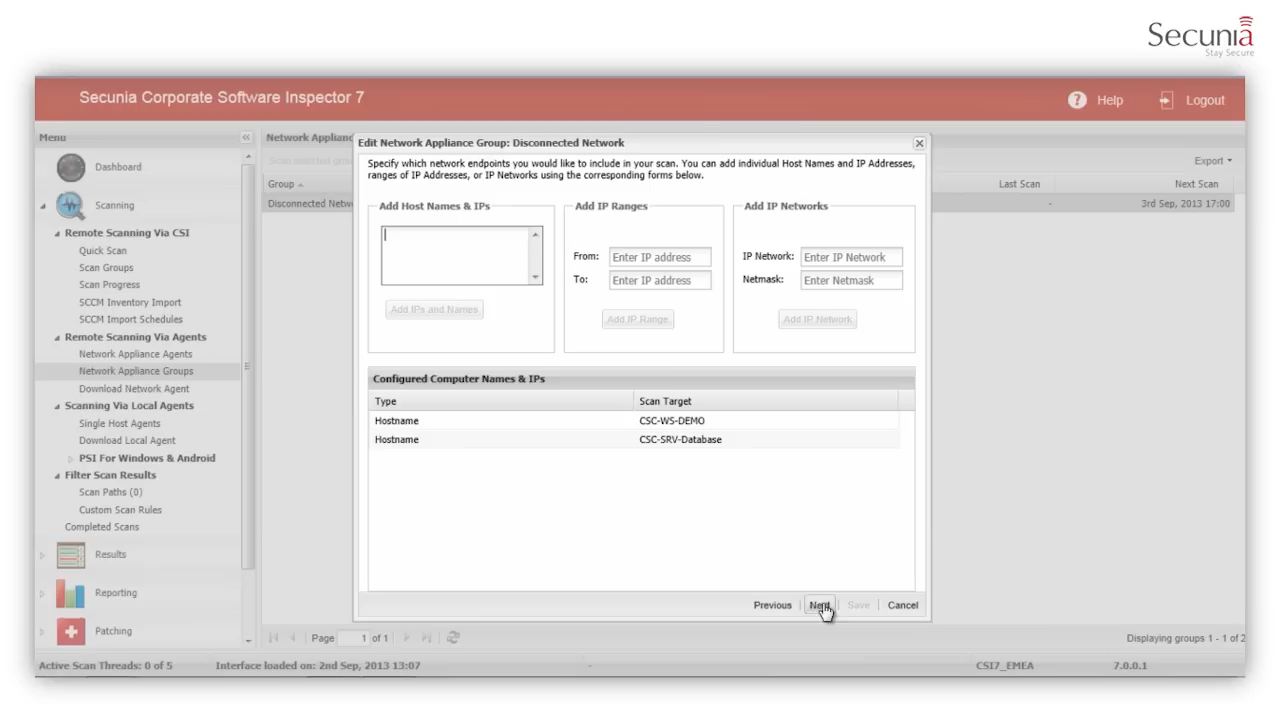 Secunia
Stay Secure
Secunia Corporate Software Inspector 7
Help
Logout
Menu
Network Applianc
Edit Network Appliance Group: Disconnected Network
Specify which network endpoints you would like to include in your scan. You can add individual Host Names and IP Addresses,
ranges of IP Addresses, or IP Networks using the corresponding forms below.
Dashboard
Scan selected grou
Export
Group
Last Scan
Next Scan
Scanning
Disconnected Netw
-
3rd Sep, 2013 17:00
Add Host Names & IPs
Add IP Ranges
Add IP Networks
Remote Scanning Via CSI
Quick Scan
From:
Enter IP address
IP Network:
Enter IP Network
Scan Groups
To:
Enter IP address
Netmask:
Enter Netmask
Scan Progress
SCCM Inventory Import
Add IPs and Names
SCCM Import Schedules
Add IP Range
Add IP Network
Remote Scanning Via Agents
Network Appliance Agents
Network Appliance Groups
Configured Computer Names & IPs
Download Network Agent
Type
Scan Target
Scanning Via Local Agents
Single Host Agents
Hostname
CSC-WS-DEMO
Download Local Agent
Hostname
CSC-SRV-Database
PSI For Windows & Android
Filter Scan Results
Scan Paths (0)
Custom Scan Rules
Completed Scans
Results
Reporting
Previous
Next
Save
Cancel
Patching
Page
1 of 1
Displaying groups 1 - 1 of 2
Active Scan Threads: 0 of 5
Interface loaded on: 2nd Sep, 2013 13:07
-
CSI7_EMEA
7.0.0.1